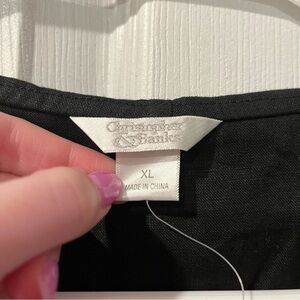 Christopher
& Banks
XL
MADE IN CHINA